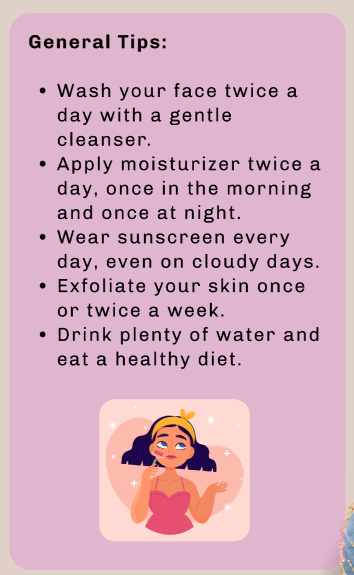 General Tips:
• Wash your face twice a
day with a gentle
cleanser.
• Apply moisturizer twice a
day, once in the morning
and once at night.
• Wear sunscreen every
day, even on cloudy days.
• Exfoliate your skin once
or twice a week.
• Drink plenty of water and
eat a healthy diet.